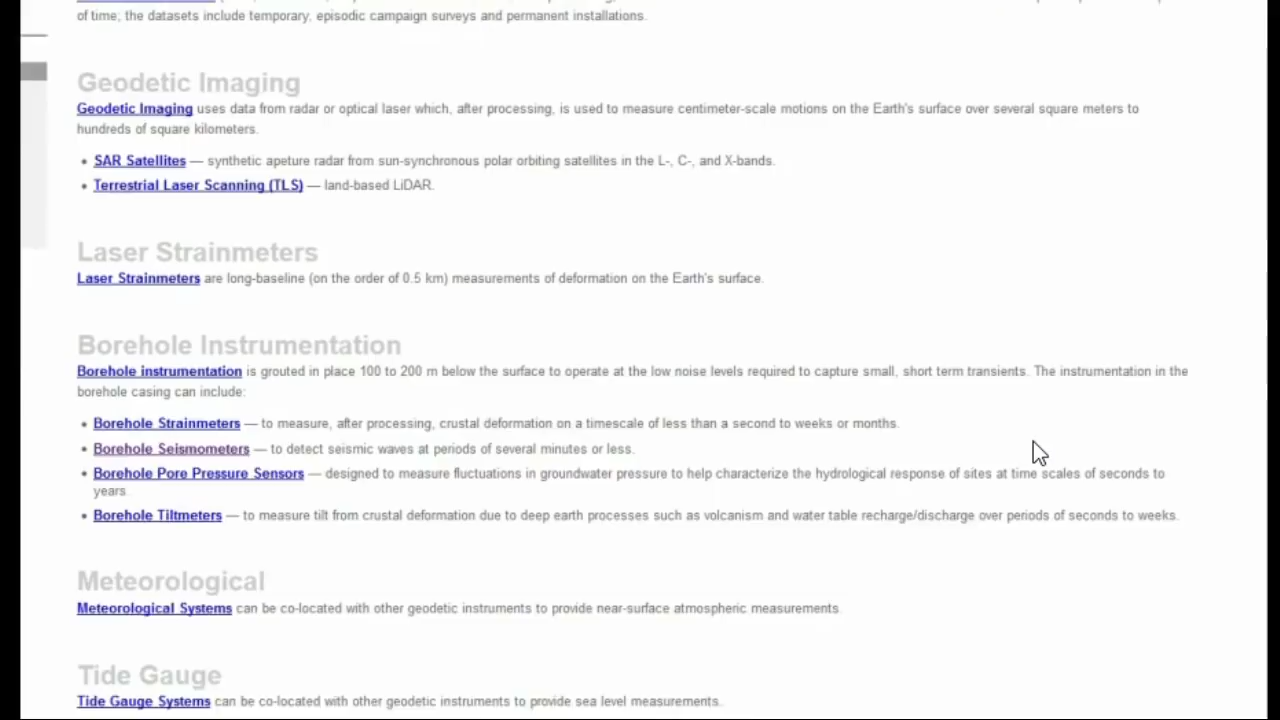 of time; the datasets include temporary, episodic campaign surveys and permanent installations.
Geodetic Imaging
Geodetic Imaging uses data from radar or optical laser which, after processing, is used to measure centimeter-scale motions on the Earth's surface over several square meters to
hundreds of square kilometers.
• SAR Satellites — synthetic apeture radar from sun-synchronous polar orbiting satellites in the L-, C-, and X-bands.
• Terrestrial Laser Scanning (TLS) — land-based LiDAR.
Laser Strainmeters
Laser Strainmeters are long-baseline (on the order of 0.5 km) measurements of deformation on the Earth's surface.
Borehole Instrumentation
Borehole instrumentation is grouted in place 100 to 200 m below the surface to operate at the low noise levels required to capture small, short term transients. The instrumentation in the
borehole casing can include:
• Borehole Strainmeters — to measure, after processing, crustal deformation on a timescale of less than a second to weeks or months.
• Borehole Seismometers — to detect seismic waves at periods of several minutes or less.
• Borehole Pore Pressure Sensors — designed to measure fluctuations in groundwater pressure to help characterize the hydrological response of sites at time scales of seconds to
years.
• Borehole Tiltmeters — to measure tilt from crustal deformation due to deep earth processes such as volcanism and water table recharge/discharge over periods of seconds to weeks.
Meteorological
Meteorological Systems can be co-located with other geodetic instruments to provide near-surface atmospheric measurements.
Tide Gauge
Tide Gauge Systems can be co-located with other geodetic instruments to provide sea level measurements.